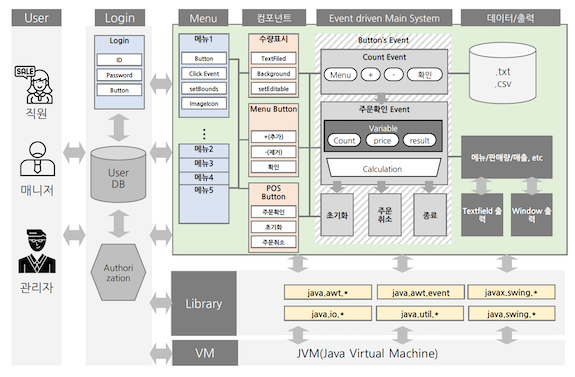 User
Login
Menu
컴포넌트
Event driven Main System
데이터/출력
SALE
직원
매니저
관리자
Login
ID
Password
Button
User
DB
Authori
zation
메뉴1
Button
Click Event
setBounds
ImageIcon
메뉴2
메뉴3
메뉴4
메뉴5
수량표시
TextFiled
Background
setEditable
Menu Button
+(추가)
-(제거)
확인
POS
Button
주문확인
초기화
주문취소
Button's Event
Count Event
Menu
+
-
확인
주문확인 Event
Variable
Count
price
result
Calculation
초기화
주문
취소
종료
.txt
.CSV
메뉴/판매량/매출, etc
Textfield 출
력
Window 출
력
Library
java,awt,*
java,awt,event
javax,swing,*
java,io,*
java,util,*
java,swing,*
VM
JVM(Java Virtual Machine)